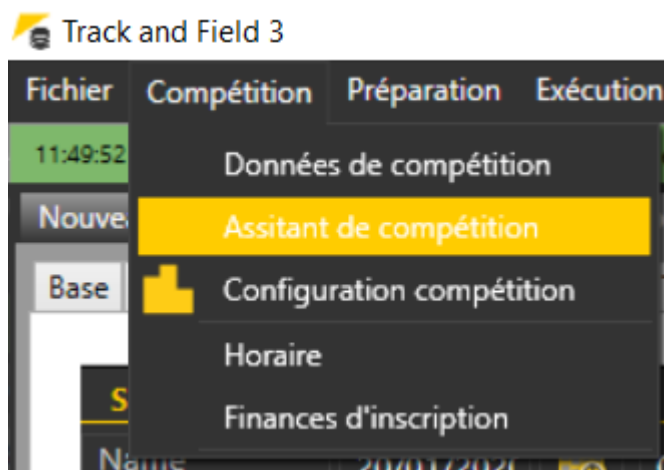 Track and Field 3
Fichier Compétition Préparation Exécution
11:49:52
Données de compétition
Assitant de compétition
Base
Configuration compétition
Horaire
Finances d'inscription